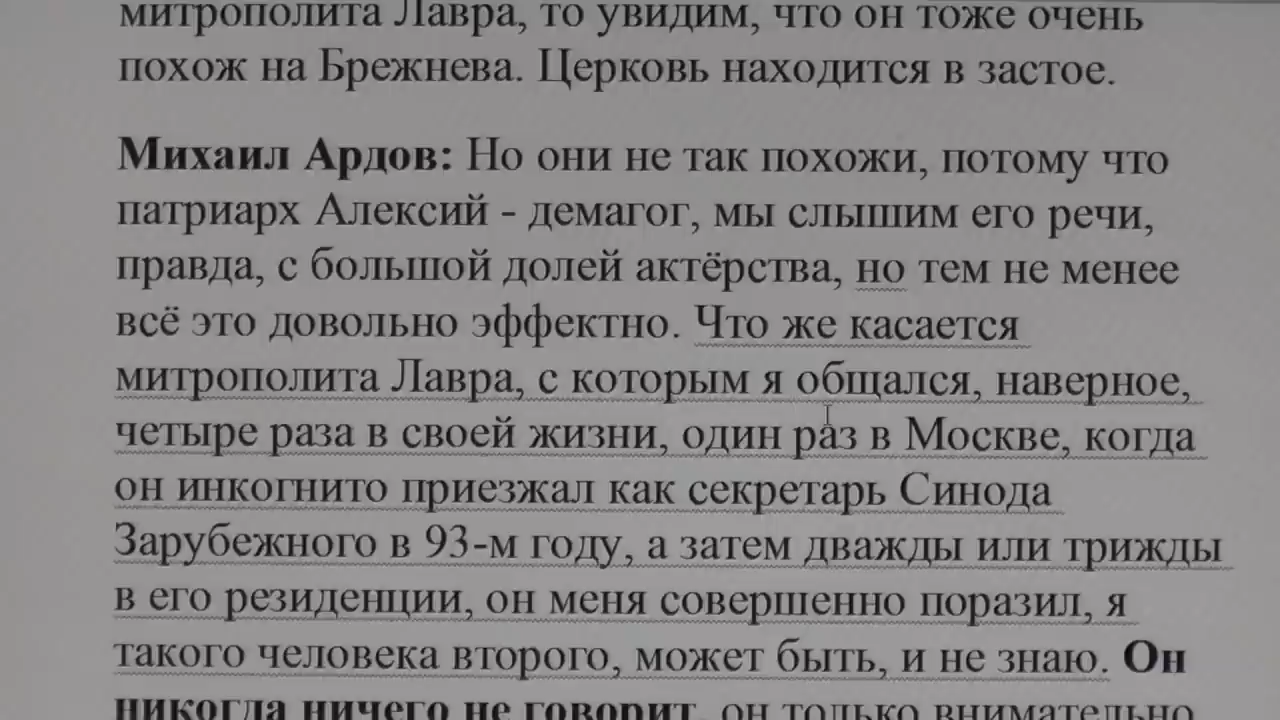 митрополита Лавра, то увидим, что он тоже очень
похож на Брежнева. Церковь находится в застое.
Михаил Ардов: Но они не так похожи, потому что
патриарх Алексий - демагог, мы слышим его речи,
правда, с большой долей актёрства, но тем не менее
всё это довольно эффектно. Что же касается
митрополита Лавра, с которым я общался, наверное,
четыре раза в своей жизни, один раз в Москве, когда
он инкогнито приезжал как секретарь Синода
Зарубежного в 93-м году, а затем дважды или трижды
в его резиденции, он меня совершенно поразил, я
такого человека второго, может быть, и не знаю. Он
никогда ничего не говорит, он только внимательно